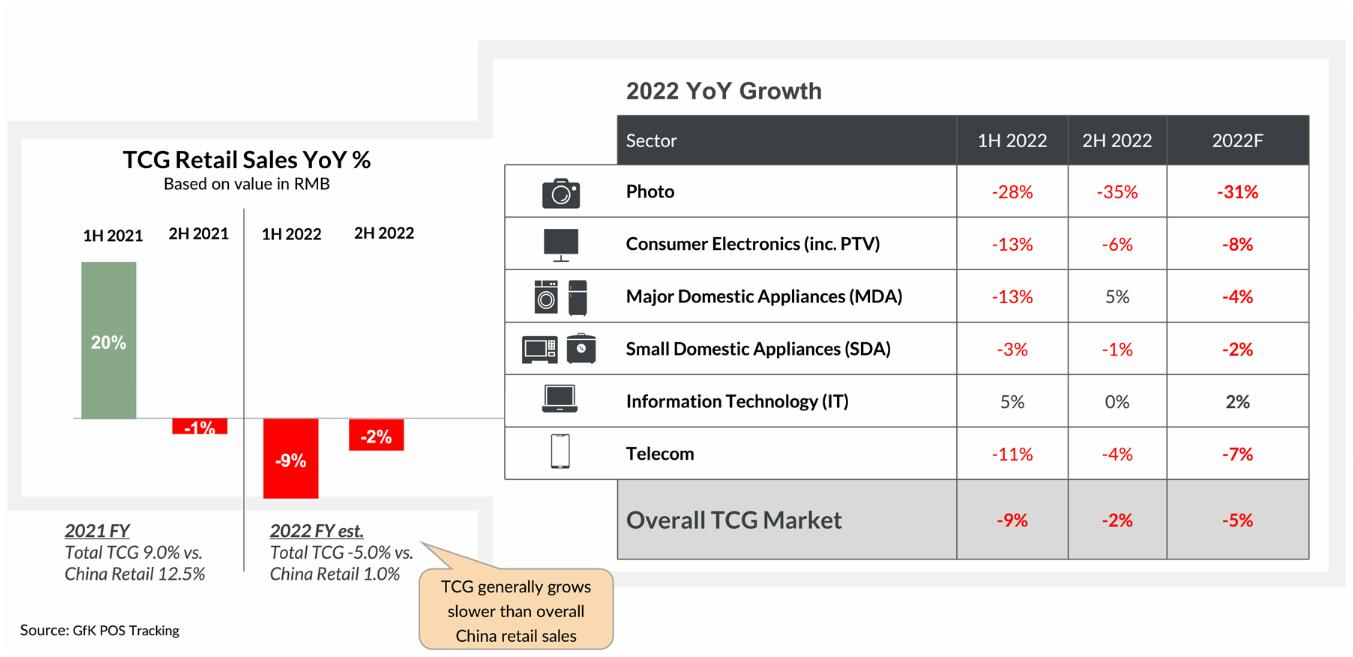 TCG Retail Sales YoY %
Based on value in RMB
1H 2021 2H 2021 1H 2022 2H 2022
20%
-1%
-9%
-2%
2021 FY
Total TCG 9.0% vs.
China Retail 12.5%
2022 FY est.
Total TCG -5.0% vs.
China Retail 1.0%
TCG generally grows
slower than overall
China retail sales
Source: GfK POS Tracking
2022 YoY Growth
Sector 1H 2022 2H 2022 2022F
Photo -28% -35% -31%
Consumer Electronics (inc. PTV) -13% -6% -8%
Major Domestic Appliances (MDA) -13% 5% -4%
Small Domestic Appliances (SDA) -3% -1% -2%
Information Technology (IT) 5% 0% 2%
Telecom -11% -4% -7%
Overall TCG Market -9% -2% -5%